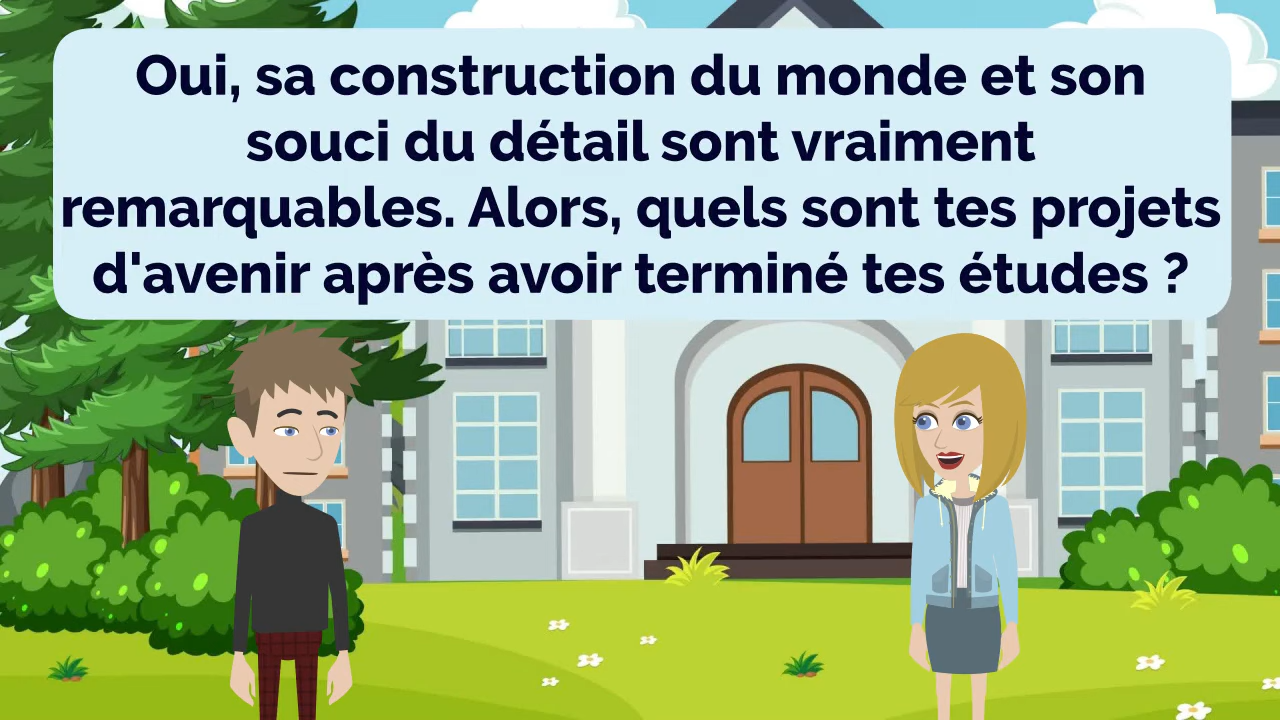 Oui, sa construction du monde et son
souci du détail sont vraiment
remarquables. Alors, quels sont tes projets
d'avenir après avoir terminé tes études ?